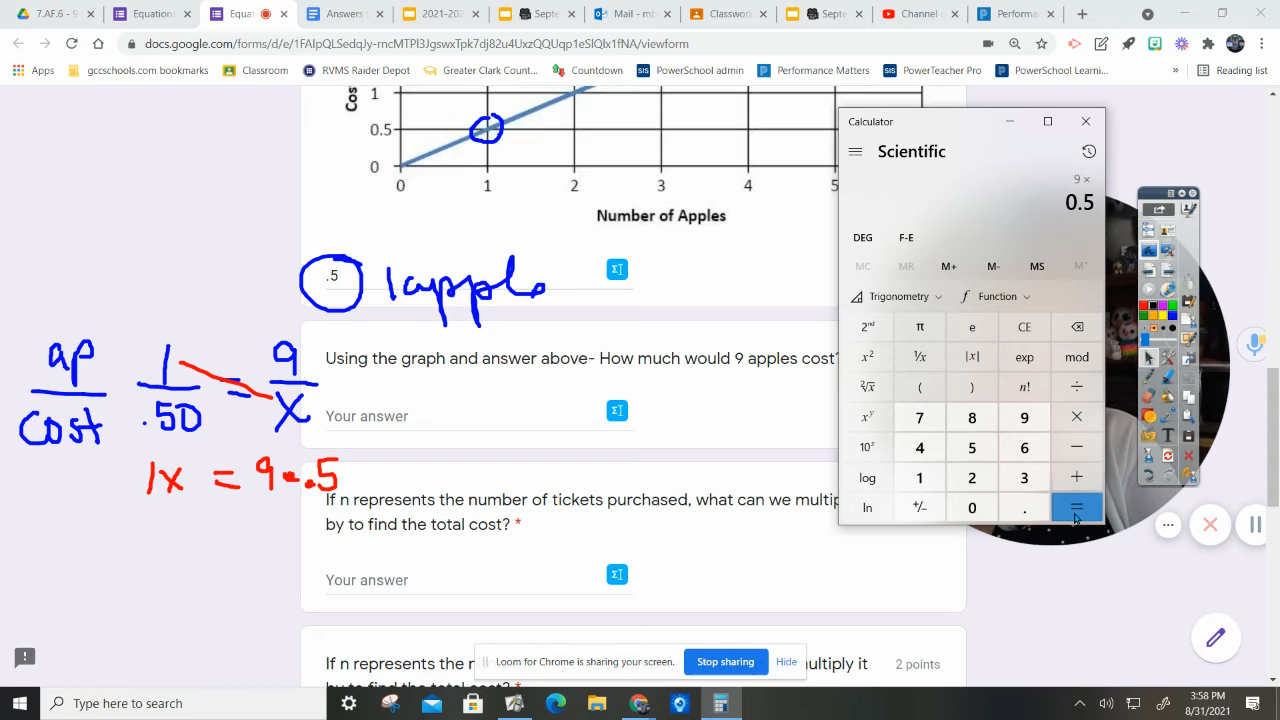 7.AF.6 - 9
Equation
Equat
Answers t
2021-202
Septe
Septe
Mail - m
Classwor
Septe
Channel c
Performa
docs.google.com/forms/d/e/1FAIpQLSedqJy-
Apps
gccschools.com bookmarks
Classroom
RVMS Raider Depot
Greater Clark Count...
Countdown
PowerSchool admin
Performance Matters
PowerTeacher Pro
PowerSchool Learni...
Reading list
Cos
1
0.5
0
0 1 2 3 4 5
Number of Apples
.5
1 apple
Using the graph and answer above- How much would 9 apples cost?
Your answer
ap 1 = 9
cost .50 X
1x = 9 · .5
If n represents the number of tickets purchased, what can we multip
by to find the total cost? *
Your answer
If n represents the n
ultiply it
2 points
by to find the total cost? *
Calculator
Scientific
9 ×
0.5
DEG F-E
MC MR M+ M- MS M
Trigonometry Function
2nd π e CE
x² ¹/x |x| exp mod
²√x ( ) n! ÷
xʸ 7 8 9 ×
10ˣ 4 5 6 −
log 1 2 3 +
ln +/− 0 . =
T
Loom for Chrome is sharing your screen.
Stop sharing
Hide
Type here to search
3:58 PM
8/31/2021